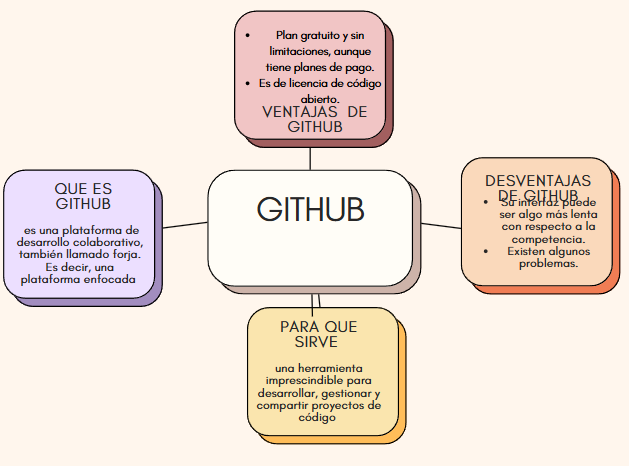 • Plan gratuito y sin
limitaciones, aunque
tiene planes de pago.
• Es de licencia de código
abierto.
VENTAJAS DE
GITHUB
QUE ES
GITHUB
es una plataforma de
desarrollo colaborativo,
también llamado forja.
Es decir, una
plataforma enfocada
GITHUB
DESVENTAJAS
DE GITHUB
• Su interfaz puede
ser algo más lenta
con respecto a la
competencia.
• Existen algunos
problemas.
PARA QUE
SIRVE
una herramienta
imprescindible para
desarrollar, gestionar y
compartir proyectos de
código